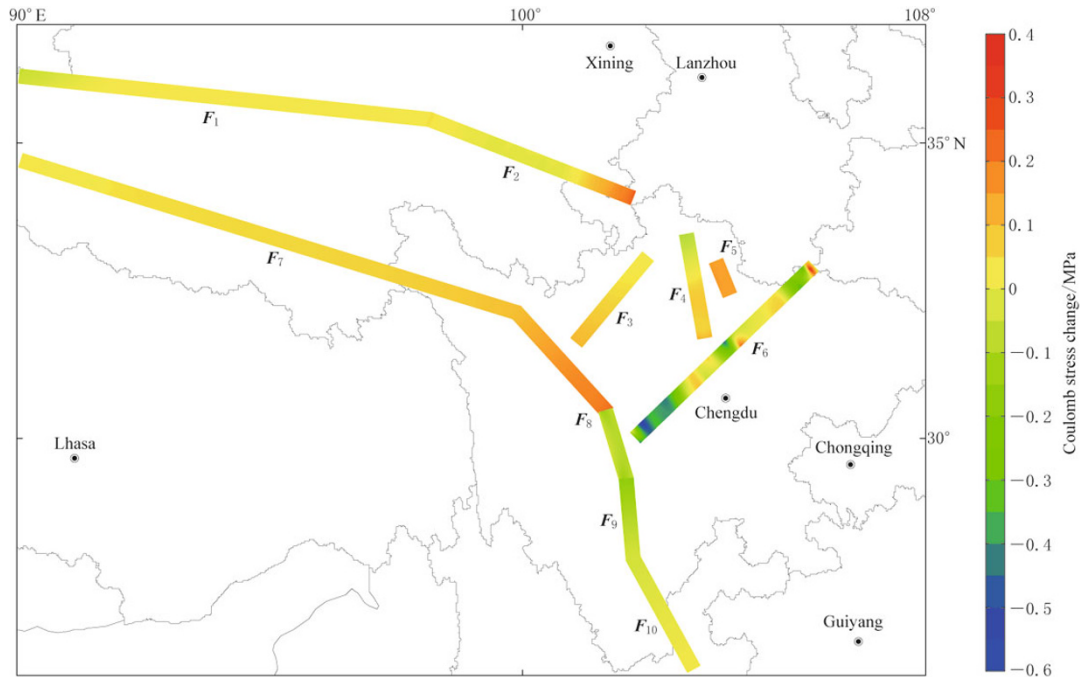 90°E
100°
108°
Xining
Lanzhou
35°N
F1
F2
F7
F5
F4
F3
F6
F8
Chengdu
Lhasa
30°
Chongqing
F9
F10
Guiyang
0.4
0.3
0.2
0.1
0
−0.1
−0.2
−0.3
−0.4
−0.5
−0.6
Coulomb stress change/MPa